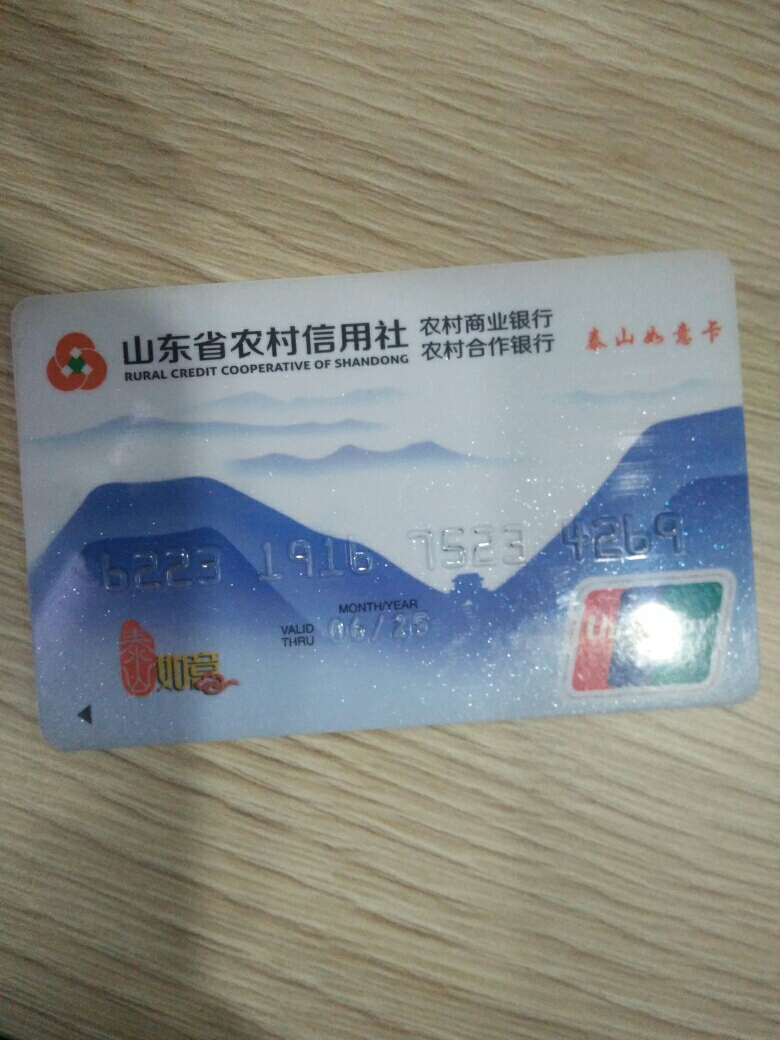 山东省农村信用社
RURAL CREDIT COOPERATIVE OF SHANDONG
农村商业银行
农村合作银行
泰山如意卡
6223 1916 7523 4269
MONTH/YEAR
VALID
THRU
06/25
泰山
如意